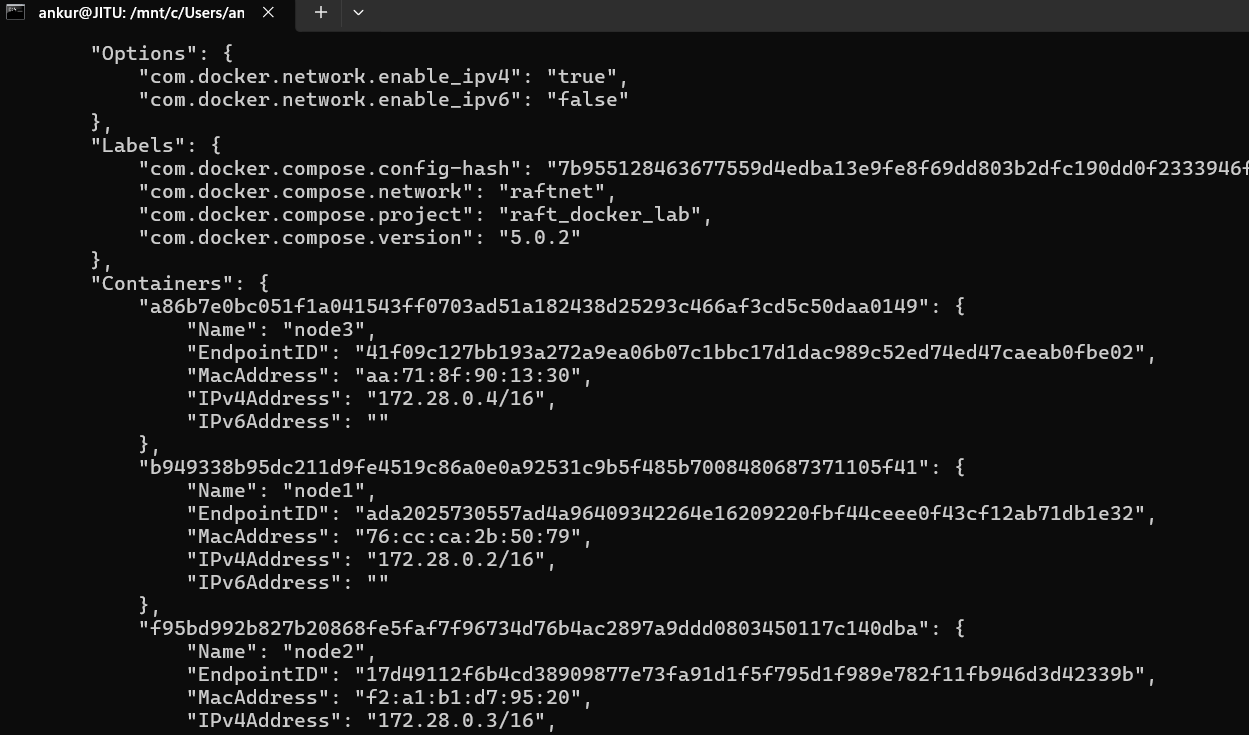 ankur@JITU: /mnt/c/Users/an
"Options": {
"com.docker.network.enable_ipv4": "true",
"com.docker.network.enable_ipv6": "false"
},
"Labels": {
"com.docker.compose.config-hash": "7b955128463677559d4edba13e9fe8f69dd803b2dfc190dd0f2333946f
"com.docker.compose.network": "raftnet",
"com.docker.compose.project": "raft_docker_lab",
"com.docker.compose.version": "5.0.2"
},
"Containers": {
"a86b7e0bc051f1a041543ff0703ad51a182438d25293c466af3cd5c50daa0149": {
"Name": "node3",
"EndpointID": "41f09c127bb193a272a9ea06b07c1bbc17d1dac989c52ed74ed47caeab0fbe02",
"MacAddress": "aa:71:8f:90:13:30",
"IPv4Address": "172.28.0.4/16",
"IPv6Address": ""
},
"b949338b95dc211d9fe4519c86a0e0a92531c9b5f485b7008480687371105f41": {
"Name": "node1",
"EndpointID": "ada2025730557ad4a96409342264e16209220fbf44ceee0f43cf12ab71db1e32",
"MacAddress": "76:cc:ca:2b:50:79",
"IPv4Address": "172.28.0.2/16",
"IPv6Address": ""
},
"f95bd992b827b20868fe5faf7f96734d76b4ac2897a9ddd0803450117c140dba": {
"Name": "node2",
"EndpointID": "17d49112f6b4cd38909877e73fa91d1f5f795d1f989e782f11fb946d3d42339b",
"MacAddress": "f2:a1:b1:d7:95:20",
"IPv4Address": "172.28.0.3/16",